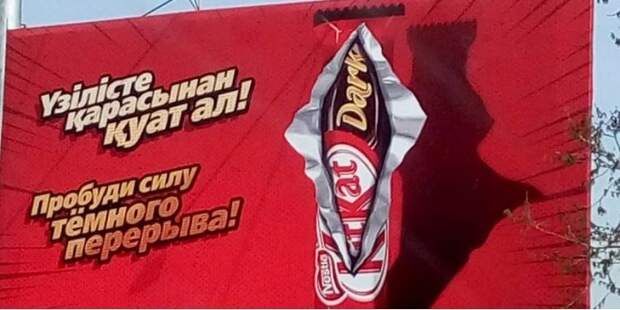 Үзілісте
қарасынан
қуат ал!
Пробуди силу
тёмного
перерыва!
Dark
KitKat
Nestlé